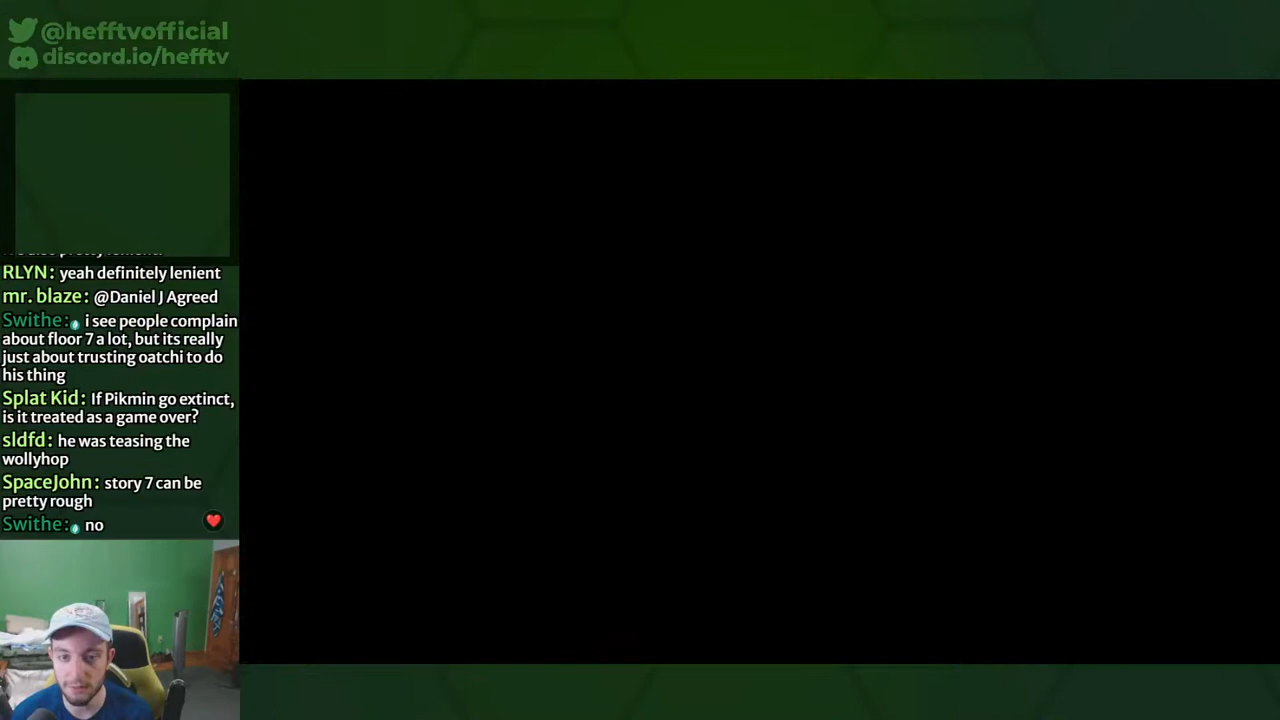 @hefftvofficial
discord.io/hefftv
RLYN: yeah definitely lenient
mr. blaze: @Daniel J Agreed
Swithe: i see people complain
about floor 7 a lot, but its really
just about trusting oatchi to do
his thing
Splat Kid: If Pikmin go extinct,
is it treated as a game over?
sldfd: he was teasing the
wollyhop
SpaceJohn: story 7 can be
pretty rough
Swithe: no